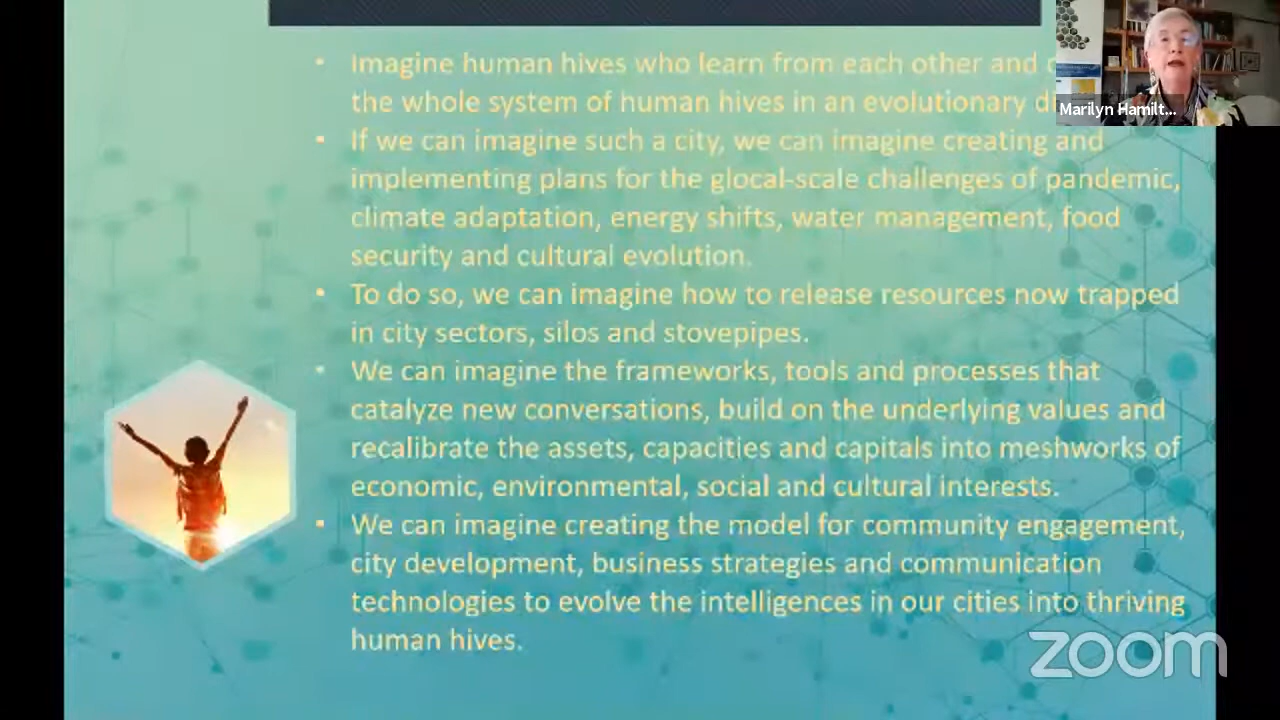 • Imagine human hives who learn from each other and
the whole system of human hives in an evolutionary
• If we can imagine such a city, we can imagine creating and
implementing plans for the glocal-scale challenges of pandemic,
climate adaptation, energy shifts, water management, food
security and cultural evolution.
• To do so, we can imagine how to release resources now trapped
in city sectors, silos and stovepipes.
• We can imagine the frameworks, tools and processes that
catalyze new conversations, build on the underlying values and
recalibrate the assets, capacities and capitals into meshworks of
economic, environmental, social and cultural interests.
• We can imagine creating the model for community engagement,
city development, business strategies and communication
technologies to evolve the intelligences in our cities into thriving
human hives.
Marilyn Hamilt...
zoom